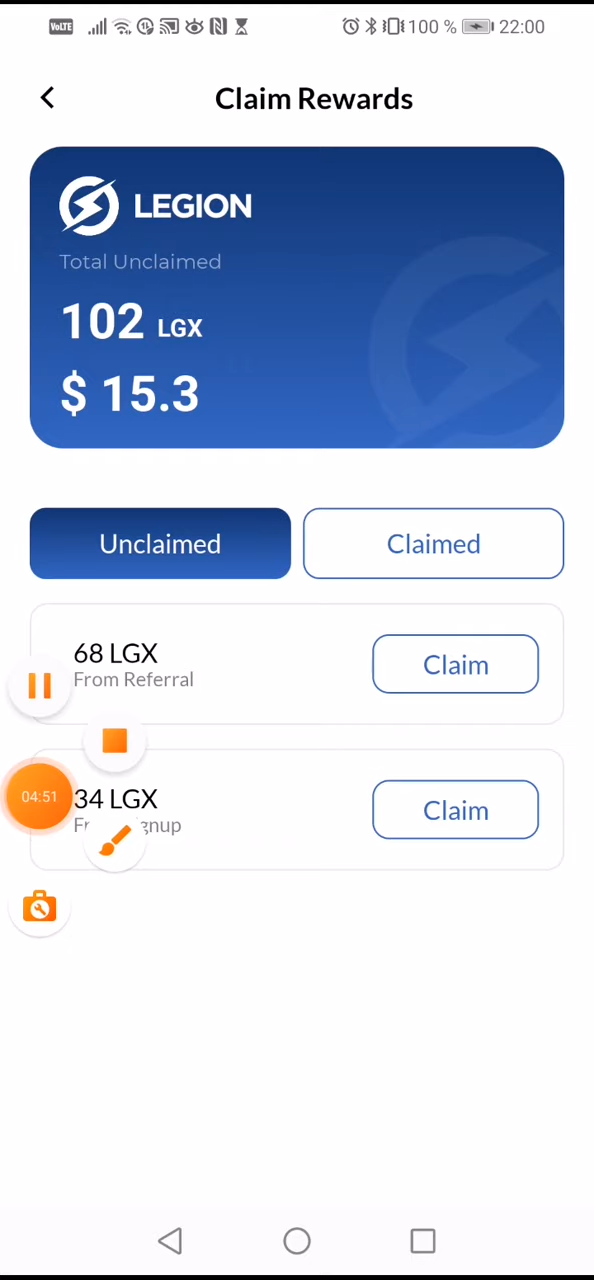 VoLTE 100 % 22:00
Claim Rewards
LEGION
Total Unclaimed
102 LGX
$ 15.3
Unclaimed Claimed
68 LGX
From Referral
Claim
04:51
34 LGX
Claim